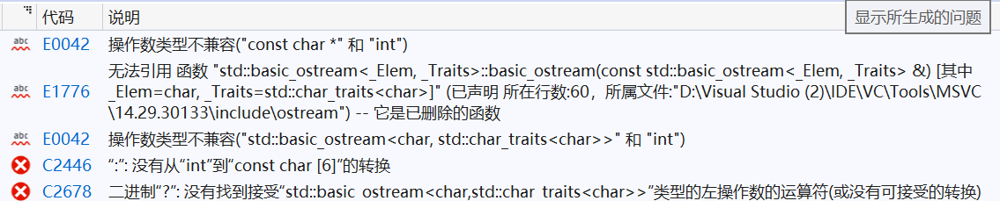 代码 说明 显示所生成的问题
abc E0042 操作数类型不兼容("const char *" 和 "int")
无法引用 函数 "std::basic_ostream<_Elem, _Traits>::basic_ostream(const std::basic_ostream<_Elem, _Traits> &) [其中
abc E1776 _Elem=char, _Traits=std::char_traits<char>]" (已声明 所在行数:60，所属文件:"D:\Visual Studio (2)\IDE\VC\Tools\MSVC
\14.29.30133\include\ostream") -- 它是已删除的函数
abc E0042 操作数类型不兼容("std::basic_ostream<char, std::char_traits<char>>" 和 "int")
C2446 “:”: 没有从“int”到“const char [6]”的转换
C2678 二进制“?”: 没有找到接受“std::basic_ostream<char,std::char_traits<char>>”类型的左操作数的运算符(或没有可接受的转换)